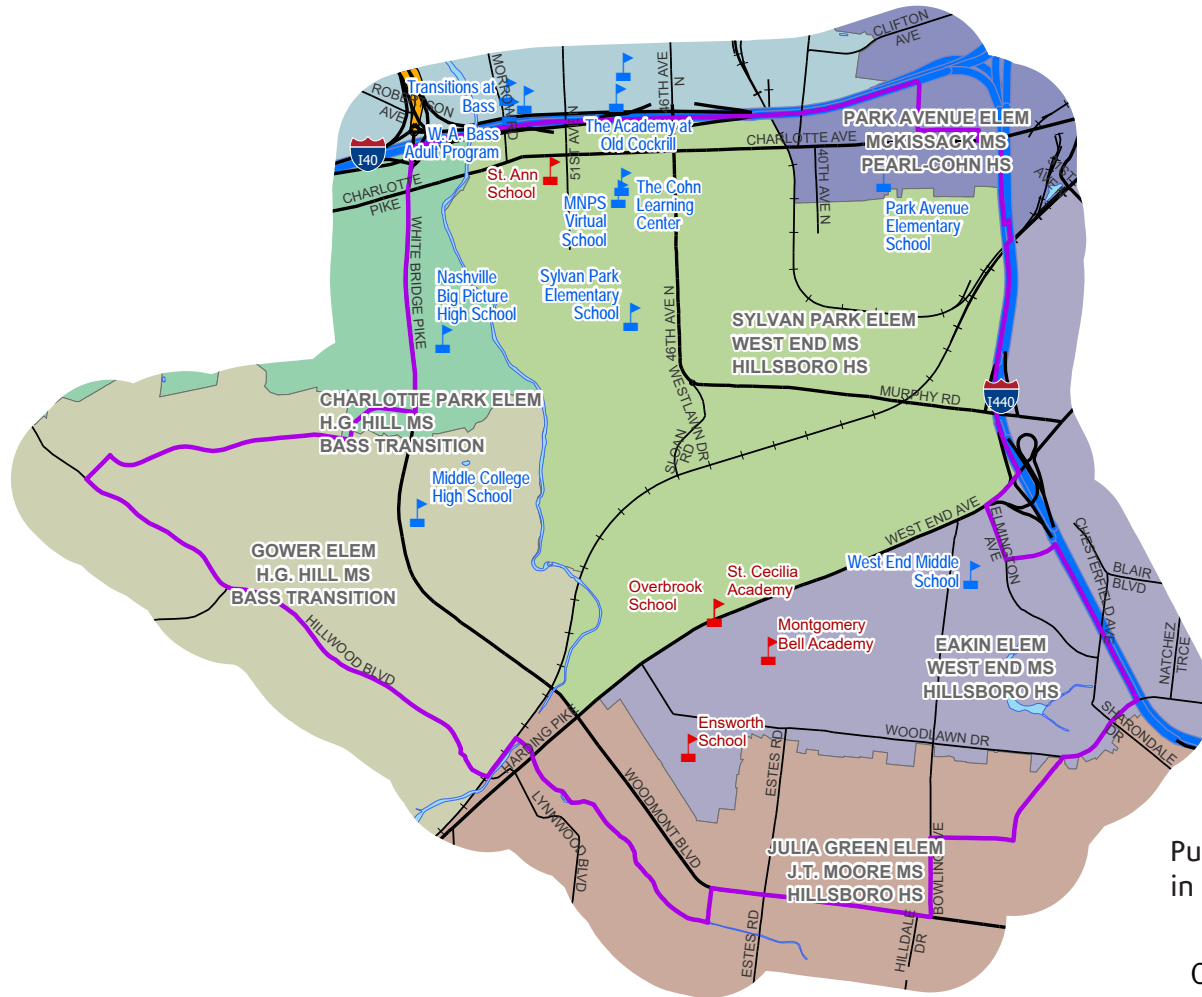 CLIFTON
AVE
MORROW RD
46TH AVE
N
51ST AVE N
Transitions at
Bass
ROBERTSON
AVE
W. A. Bass
Adult Program
The Academy at
Old Cockrill
CHARLOTTE AVE
40TH AVE N
PARK AVENUE ELEM
MCKISSACK MS
PEARL-COHN HS
I40
CHARLOTTE
PIKE
St. Ann
School
MNPS
Virtual
School
The Cohn
Learning
Center
Park Avenue
Elementary
School
WHITE BRIDGE PIKE
Nashville
Big Picture
High School
Sylvan Park
Elementary
School
46TH AVE N
SYLVAN PARK ELEM
WEST END MS
HILLSBORO HS
MURPHY RD
I440
WESTLAWN DR
SLOAN
RD
CHARLOTTE PARK ELEM
H.G. HILL MS
BASS TRANSITION
Middle College
High School
WEST END AVE
ELMINGTON
AVE
CHESTERFIELD AVE
BLAIR
BLVD
NATCHEZ
TRCE
GOWER ELEM
H.G. HILL MS
BASS TRANSITION
HILLWOOD BLVD
Overbrook
School
St. Cecilia
Academy
Montgomery
Bell Academy
West End Middle
School
EAKIN ELEM
WEST END MS
HILLSBORO HS
SHARONDALE
DR
HARDING PIKE
Ensworth
School
WOODLAWN DR
ESTES RD
WOODMONT BLVD
LYNNWOOD BLVD
JULIA GREEN ELEM
J.T. MOORE MS
HILLSBORO HS
BOWLING AVE
ESTES RD
HILLDALE
DR
Pu
in